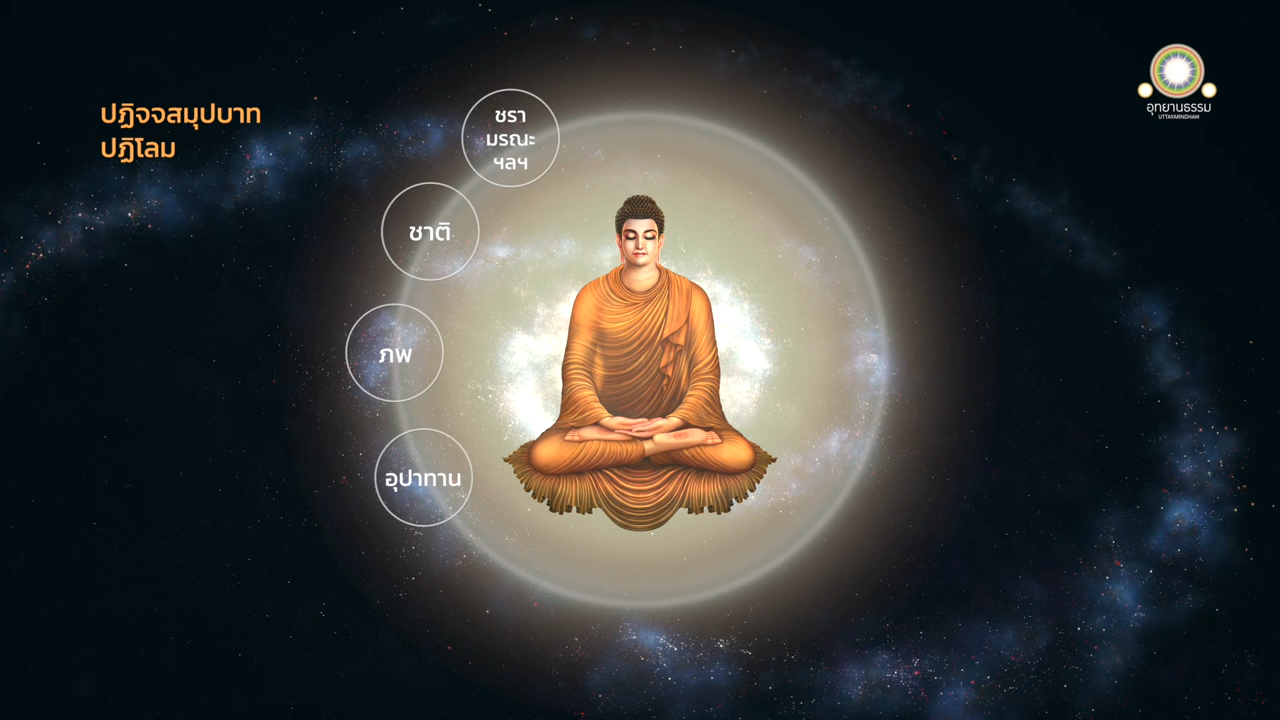 ปฏิจจสมุปบาท
ปฏิโลม
ชรา
มรณะ
ฯลฯ
ชาติ
ภพ
อุปาทาน
อุทยานธรรม
UTTAYARNDHAM